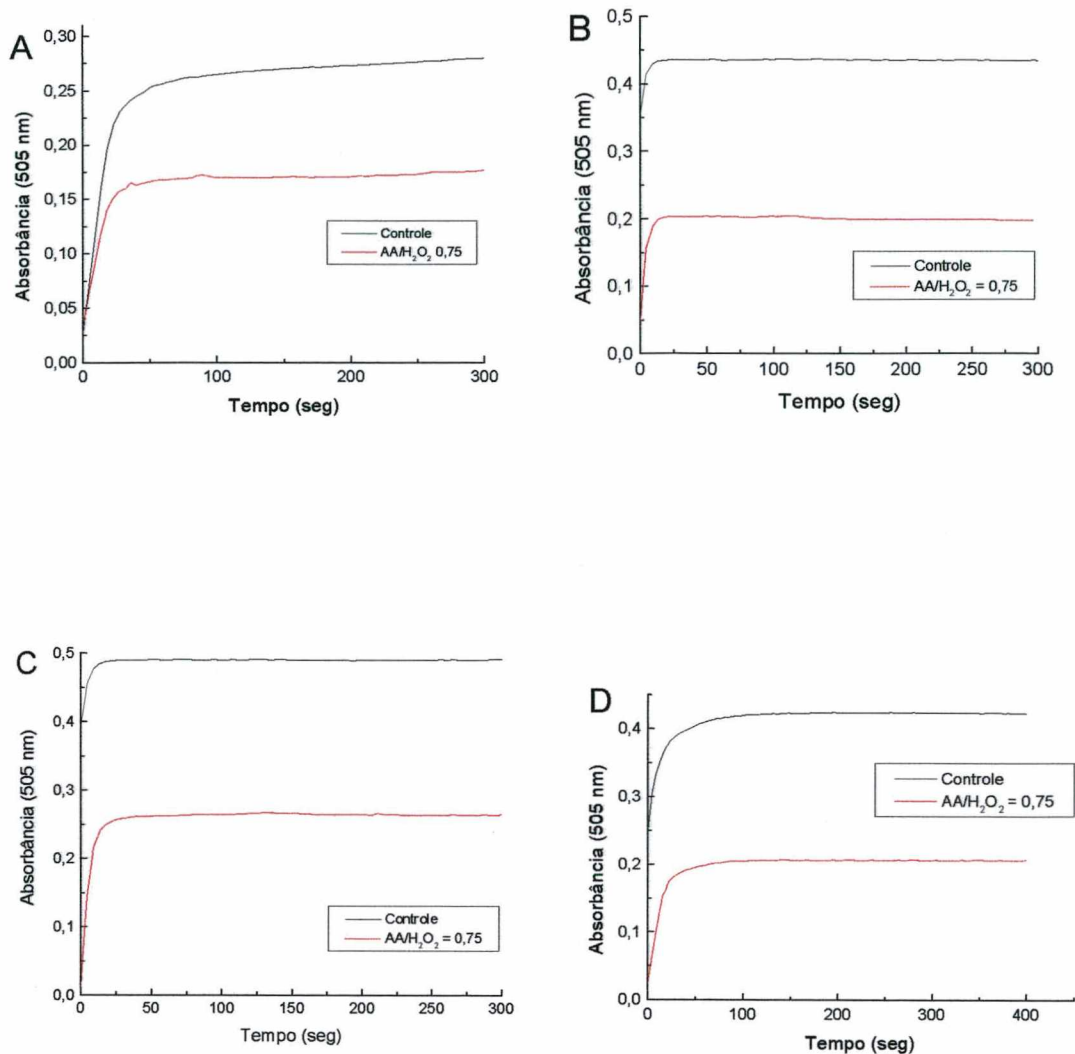 A
Absorbância (505 nm)
0,30
0,25
0,20
0,15
0,10
0,05
0,00
0
100
200
300
Tempo (seg)
Controle
AA/H₂O₂ 0,75
B
Absorbância (505 nm)
0,5
0,4
0,3
0,2
0,1
0,0
0
50
100
150
200
250
300
Tempo (seg)
Controle
AA/H₂O₂ = 0,75
C
Absorbância (505 nm)
0,5
0,4
0,3
0,2
0,1
0,0
0
50
100
150
200
250
300
Tempo (seg)
Controle
AA/H₂O₂ = 0,75
D
Absorbância (505 nm)
0,4
0,3
0,2
0,1
0,0
0
100
200
300
400
Tempo (seg)
Controle
AA/H₂O₂ = 0,75